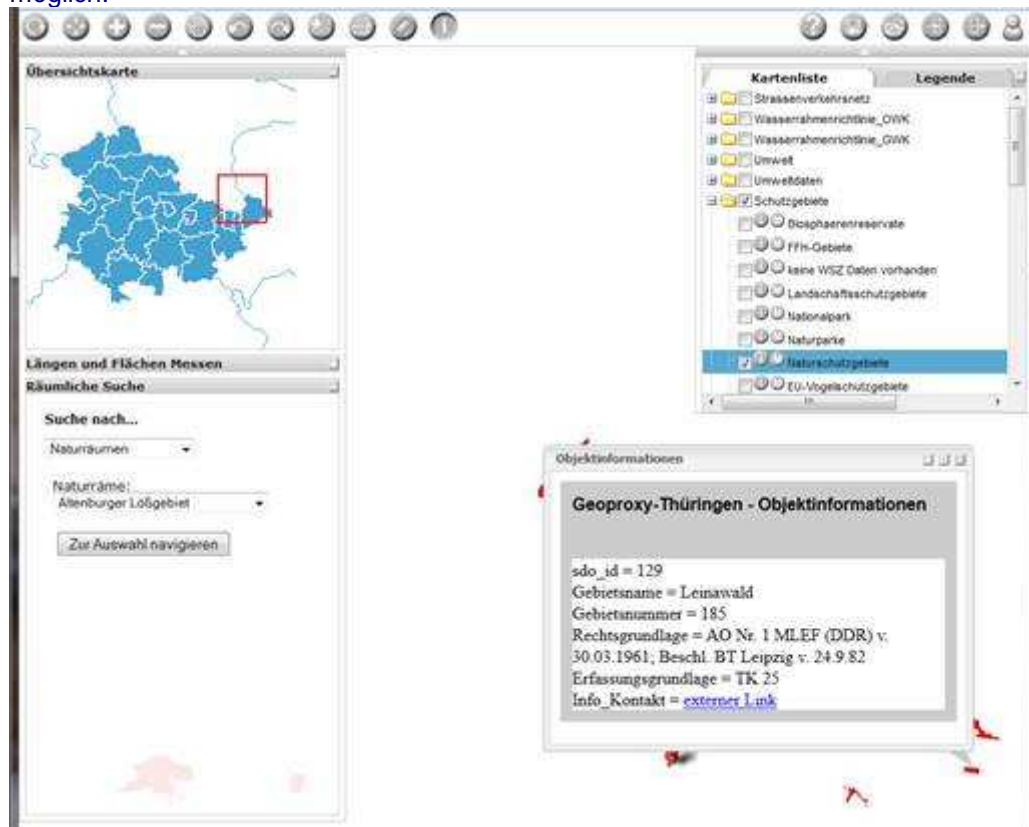 möglich.
Übersichtskarte
Kartenliste
Legende
Strassenverkehrsnetz
Wasserrahmenrichtlinie_OWK
Wasserrahmenrichtlinie_GWK
Umwelt
Umweltdaten
Schutzgebiete
Biosphaerenreservate
FFH-Gebiete
keine WSZ Daten vorhanden
Landschaftsschutzgebiete
Nationalpark
Naturparke
Naturschutzgebiete
EU-Vogelschutzgebiete
Längen und Flächen Messen
Räumliche Suche
Suche nach...
Naturräumen
Naturräme:
Altenburger Lößgebiet
Zur Auswahl navigieren
Objektinformationen
Geoproxy-Thüringen - Objektinformationen
sdo_id = 129
Gebietsname = Leinawald
Gebietsnummer = 185
Rechtsgrundlage = AO Nr. 1 MLEF (DDR) v.
30.03.1961; Beschl. BT Leipzig v. 24.9.82
Erfassungsgrundlage = TK 25
Info_Kontakt = externer Link